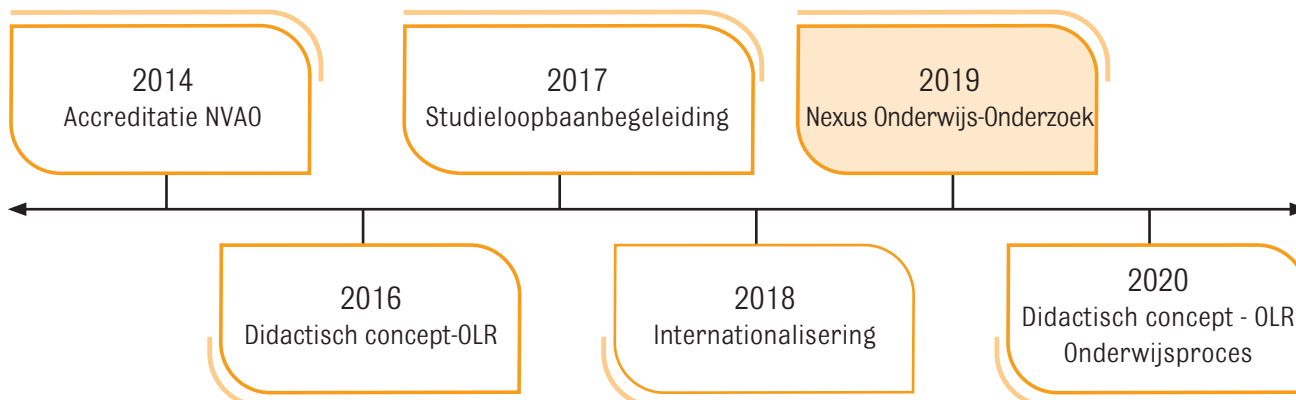 2014
Accreditatie NVAO
2017
Studieloopbaanbegeleiding
2019
Nexus Onderwijs-Onderzoek
2016
Didactisch concept-OLR
2018
Internationalisering
2020
Didactisch concept - OLR
Onderwijsproces